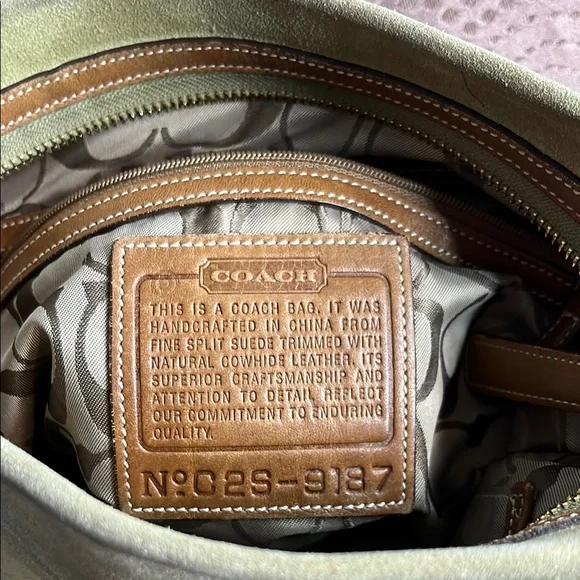 COACH
THIS IS A COACH BAG. IT WAS
HANDCRAFTED IN CHINA FROM
FINE SPLIT SUEDE TRIMMED WITH
NATURAL COWHIDE LEATHER. ITS
SUPERIOR CRAFTSMANSHIP AND
ATTENTION TO DETAIL REFLECT
OUR COMMITMENT TO ENDURING
QUALITY.
Nº C2S-9187